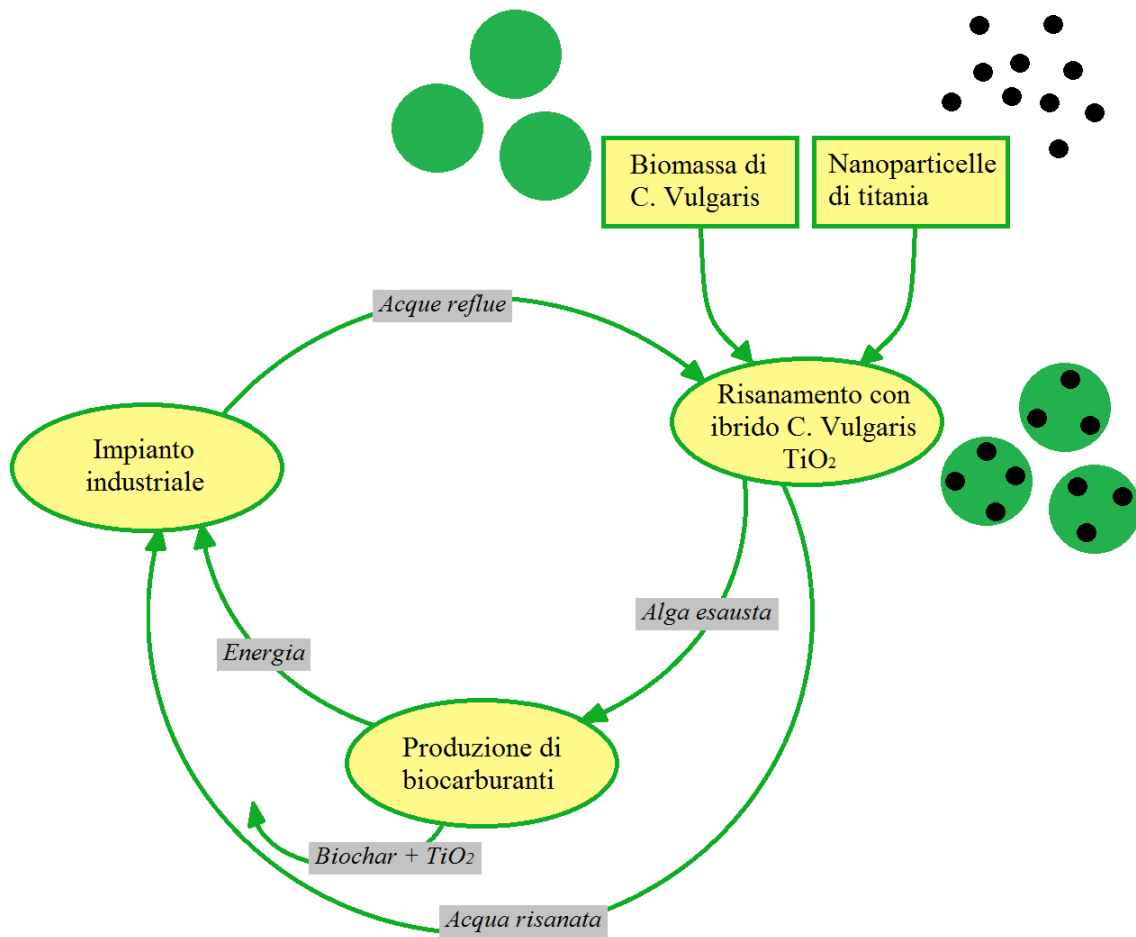 Biomassa di
C. Vulgaris
Nanoparticelle
di titania
Acque reflue
Risanamento con
ibrido C. Vulgaris
TiO₂
Impianto
industriale
Alga esausta
Energia
Produzione di
biocarburanti
Biochar + TiO₂
Acqua risanata